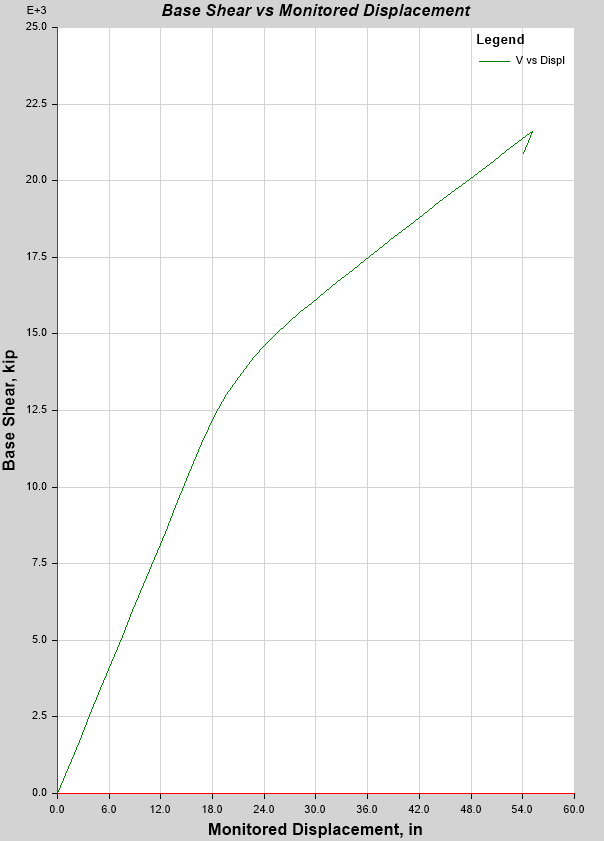 Base Shear vs Monitored Displacement
E+3
Legend
V vs Displ
25.0
22.5
20.0
17.5
15.0
12.5
10.0
7.5
5.0
2.5
0.0
Base Shear, kip
0.0 6.0 12.0 18.0 24.0 30.0 36.0 42.0 48.0 54.0 60.0
Monitored Displacement, in